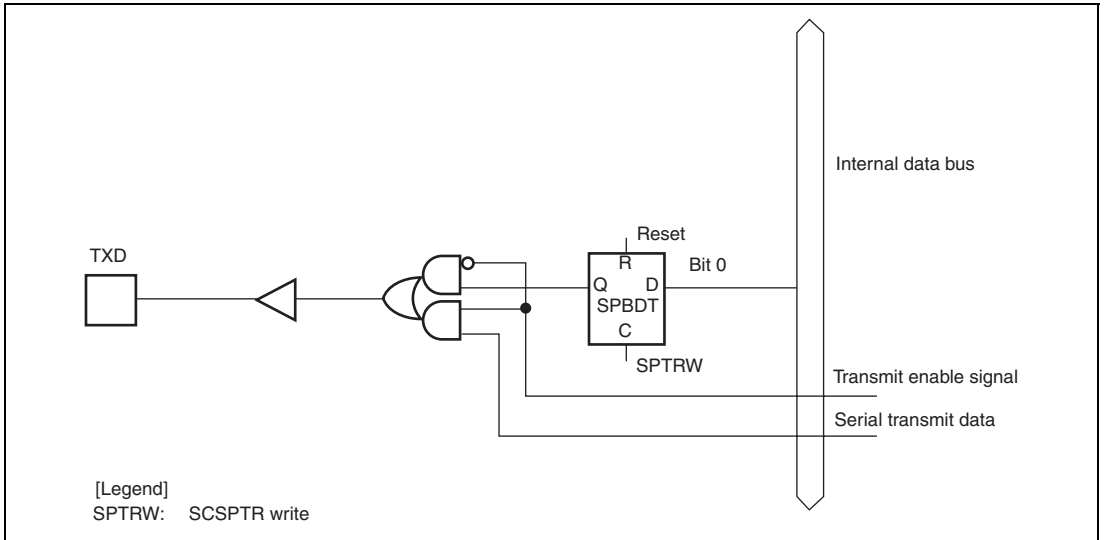 Internal data bus
Reset
TXD
R
Bit 0
Q D
SPBDT
C
SPTRW
Transmit enable signal
Serial transmit data
[Legend]
SPTRW: SCSPTR write